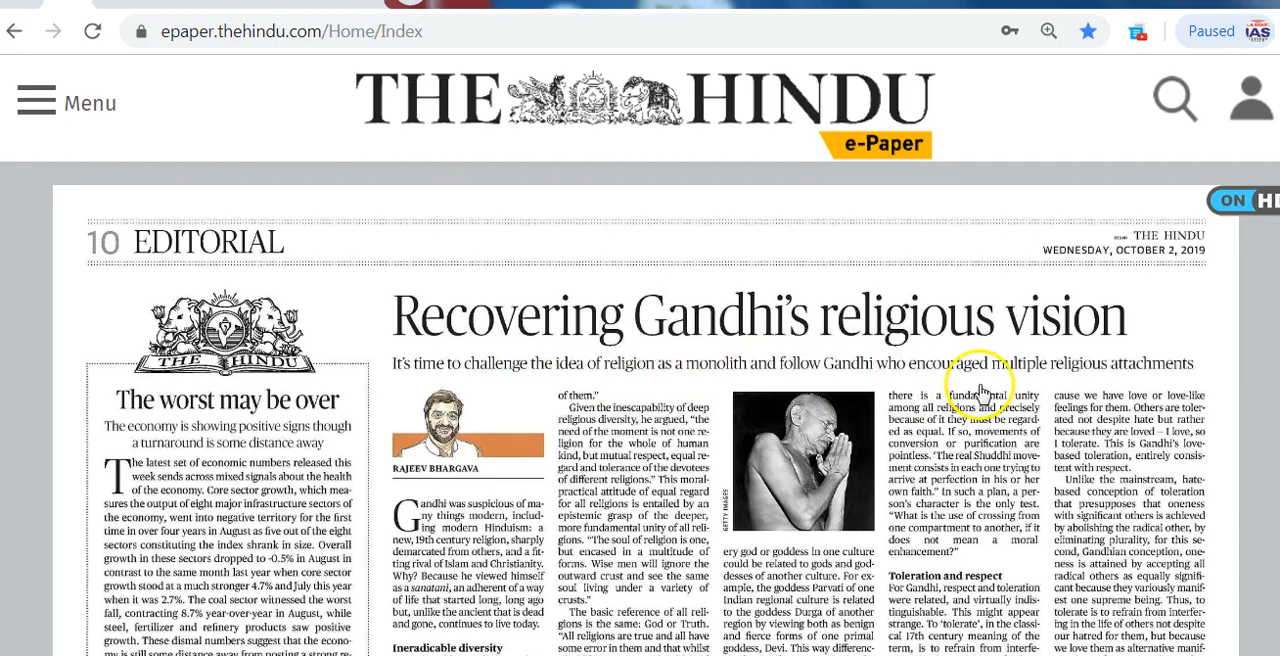 epaper.thehindu.com/Home/Index
Paused
IAS
Menu
THE HINDU
e-Paper
ON HD
10 EDITORIAL
THE HINDU
WEDNESDAY, OCTOBER 2, 2019
THE HINDU
The worst may be over
The economy is showing positive signs though
a turnaround is some distance away
The latest set of economic numbers released this
week sends across mixed signals about the health
of the economy. Core sector growth, which mea-
sures the output of eight major infrastructure sectors of
the economy, went into negative territory for the first
time in over four years in August as five out of the eight
sectors constituting the index shrank in size. Overall
growth in these sectors dropped to -0.5% in August in
contrast to the same month last year when core sector
growth stood at a much stronger 4.7% and July this year
when it was 2.7%. The coal sector witnessed the worst
fall, contracting 8.7% year-over-year in August, while
steel, fertilizer and refinery products saw positive
growth. These dismal numbers suggest that the econo-
my is still some distance away from posting a strong re-
Recovering Gandhi's religious vision
It's time to challenge the idea of religion as a monolith and follow Gandhi who encouraged multiple religious attachments
RAJEEV BHARGAVA
Gandhi was suspicious of ma-
ny things modern, includ-
ing modern Hinduism: a
new, 19th century religion, sharply
demarcated from others, and a fit-
ting rival of Islam and Christianity.
Why? Because he viewed himself
as a sanatani, an adherent of a way
of life that started long, long ago
but, unlike the ancient that is dead
and gone, continues to live today.
Ineradicable diversity
of them."
Given the inescapability of deep
religious diversity, he argued, "the
need of the moment is not one re-
ligion for the whole of human
kind, but mutual respect, equal re-
gard and tolerance of the devotees
of different religions." This moral-
practical attitude of equal regard
for all religions is entailed by an
epistemic grasp of the deeper,
more fundamental unity of all reli-
gions. "The soul of religion is one,
but encased in a multitude of
forms. Wise men will ignore the
outward crust and see the same
soul living under a variety of
crusts."
The basic reference of all reli-
gions is the same: God or Truth.
"All religions are true and all have
some error in them and that whilst
GETTY IMAGES
ery god or goddess in one culture
could be related to gods and god-
desses of another culture. For ex-
ample, the goddess Parvati of one
Indian regional culture is related
to the goddess Durga of another
region by viewing both as benign
and fierce forms of one primal
goddess, Devi. This way differenc-
there is a fundamental unity
among all religions and precisely
because of it they must be regard-
ed as equal. If so, movements of
conversion or purification are
pointless. 'The real Shuddhi move-
ment consists in each one trying to
arrive at perfection in his or her
own faith." In such a plan, a per-
son's character is the only test.
"What is the use of crossing from
one compartment to another, if it
does not mean a moral
enhancement?"
Toleration and respect
For Gandhi, respect and toleration
were related, and virtually indis-
tinguishable. This might appear
strange. To 'tolerate', in the classi-
cal 17th century meaning of the
term, is to refrain from interfe-
cause we have love or love-like
feelings for them. Others are toler-
ated not despite hate but rather
because they are loved – I love, so
I tolerate. This is Gandhi's love-
based toleration, entirely consis-
tent with respect.
Unlike the mainstream, hate-
based conception of toleration
that presupposes that oneness
with significant others is achieved
by abolishing the radical other, by
eliminating plurality, for this se-
cond, Gandhian conception, one-
ness is attained by accepting all
radical others as equally signifi-
cant because they variously manif-
est one supreme being. Thus, to
tolerate is to refrain from interfer-
ing in the life of others not despite
our hatred for them, but because
we love them as alternative manif-